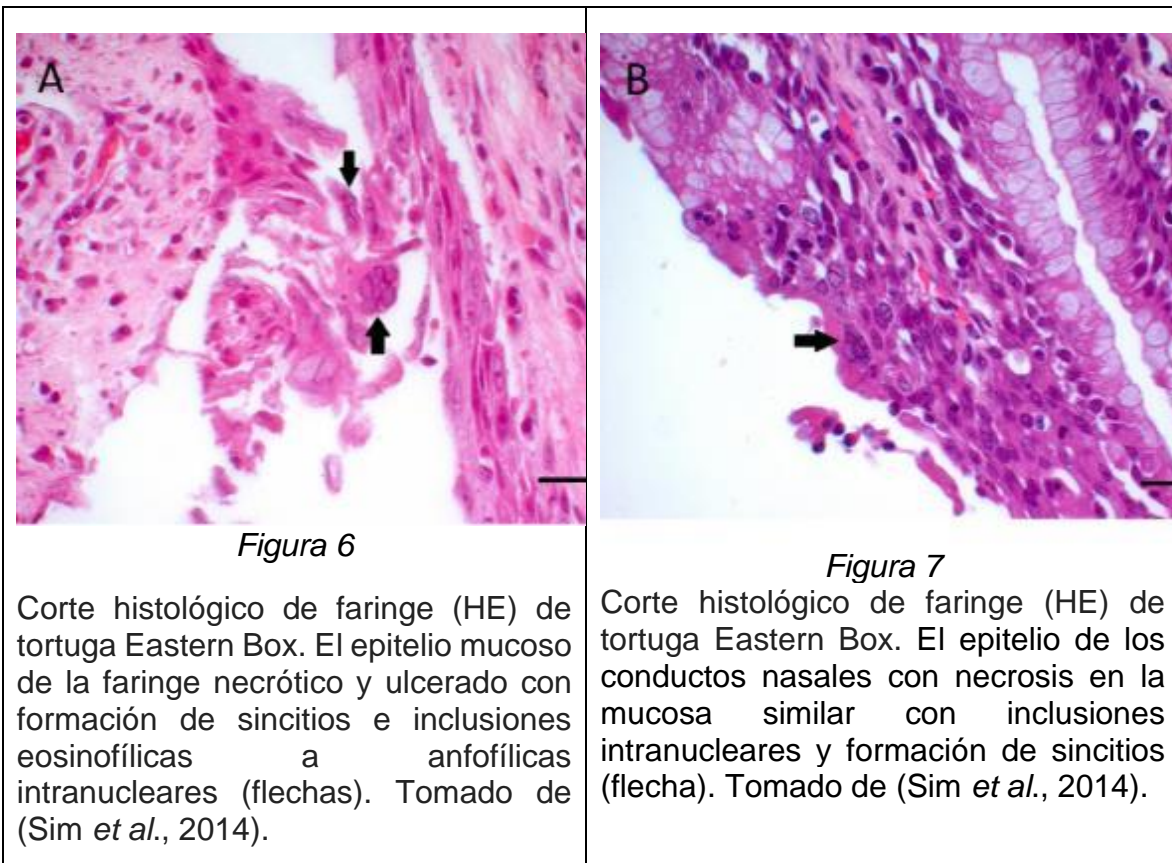 A
Figura 6
Corte histológico de faringe (HE) de
tortuga Eastern Box. El epitelio mucoso
de la faringe necrótico y ulcerado con
formación de sincitios e inclusiones
eosinofílicas a anfofílicas
intranucleares (flechas). Tomado de
(Sim et al., 2014).
B
Figura 7
Corte histológico de faringe (HE) de
tortuga Eastern Box. El epitelio de los
conductos nasales con necrosis en la
mucosa similar con inclusiones
intranucleares y formación de sincitios
(flecha). Tomado de (Sim et al., 2014).